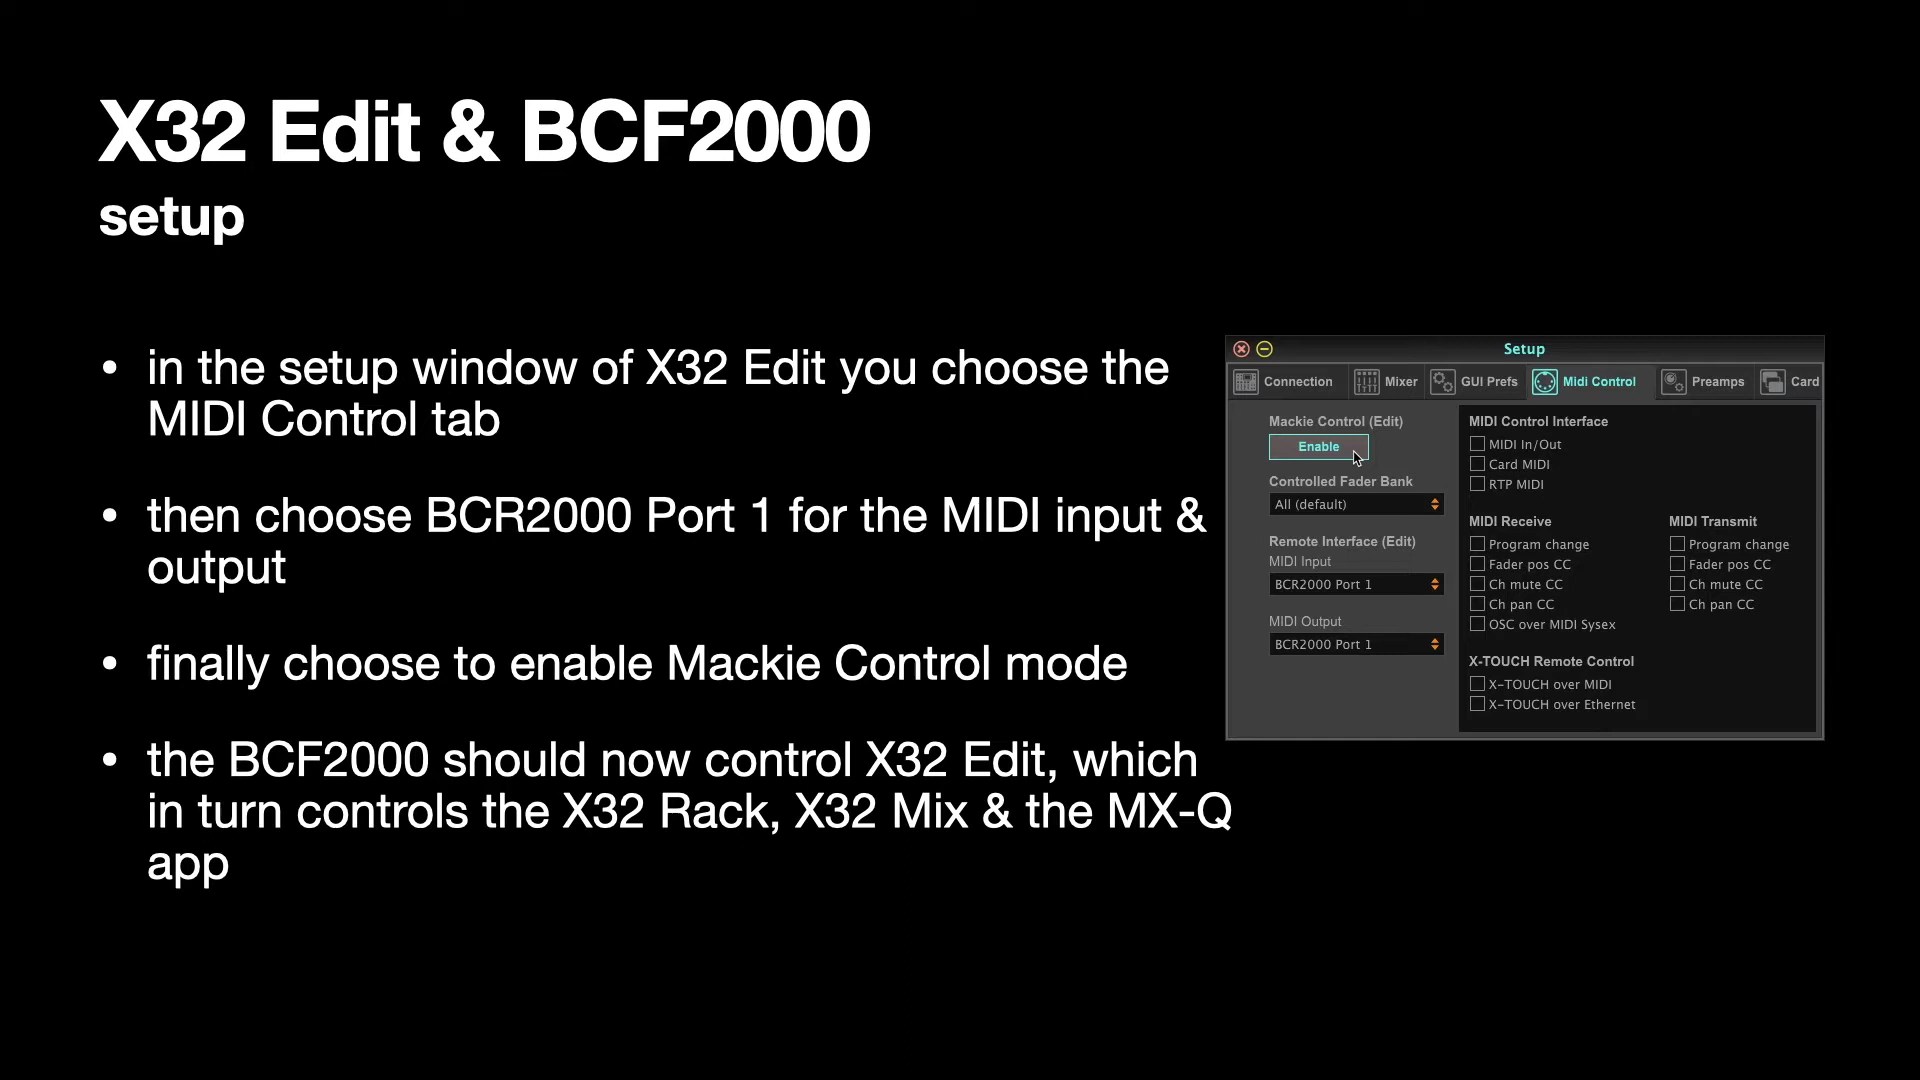 X32 Edit & BCF2000
setup
• in the setup window of X32 Edit you choose the
MIDI Control tab
• then choose BCR2000 Port 1 for the MIDI input &
output
• finally choose to enable Mackie Control mode
• the BCF2000 should now control X32 Edit, which
in turn controls the X32 Rack, X32 Mix & the MX-Q
app
Setup
Connection Mixer GUI Prefs Midi Control Preamps Card
Mackie Control (Edit)
Enable
Controlled Fader Bank
All (default)
Remote Interface (Edit)
MIDI Input
BCR2000 Port 1
MIDI Output
BCR2000 Port 1
MIDI Control Interface
MIDI In/Out
Card MIDI
RTP MIDI
MIDI Receive
Program change
Fader pos CC
Ch mute CC
Ch pan CC
OSC over MIDI Sysex
MIDI Transmit
Program change
Fader pos CC
Ch mute CC
Ch pan CC
X-TOUCH Remote Control
X-TOUCH over MIDI
X-TOUCH over Ethernet